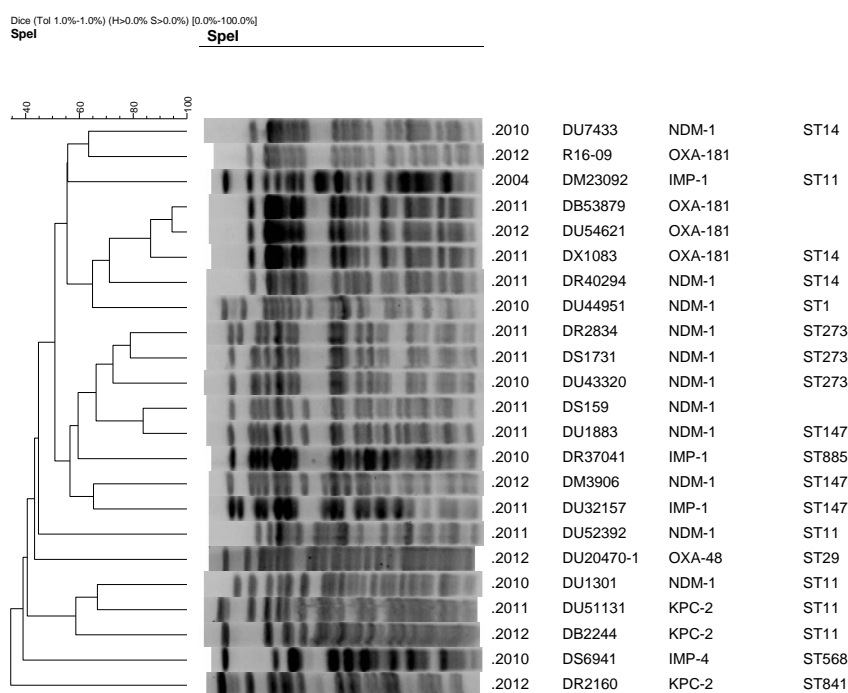 Dice (Tol 1.0%-1.0%) (H>0.0% S>0.0%) [0.0%-100.0%]
SpeI SpeI
40 60 80 100
.2010 DU7433 NDM-1 ST14
.2012 R16-09 OXA-181
.2004 DM23092 IMP-1 ST11
.2011 DB53879 OXA-181
.2012 DU54621 OXA-181
.2011 DX1083 OXA-181 ST14
.2011 DR40294 NDM-1 ST14
.2010 DU44951 NDM-1 ST1
.2011 DR2834 NDM-1 ST273
.2011 DS1731 NDM-1 ST273
.2010 DU43320 NDM-1 ST273
.2011 DS159 NDM-1
.2011 DU1883 NDM-1 ST147
.2010 DR37041 IMP-1 ST885
.2012 DM3906 NDM-1 ST147
.2011 DU32157 IMP-1 ST147
.2011 DU52392 NDM-1 ST11
.2012 DU20470-1 OXA-48 ST29
.2010 DU1301 NDM-1 ST11
.2011 DU51131 KPC-2 ST11
.2012 DB2244 KPC-2 ST11
.2010 DS6941 IMP-4 ST568
.2012 DR2160 KPC-2 ST841